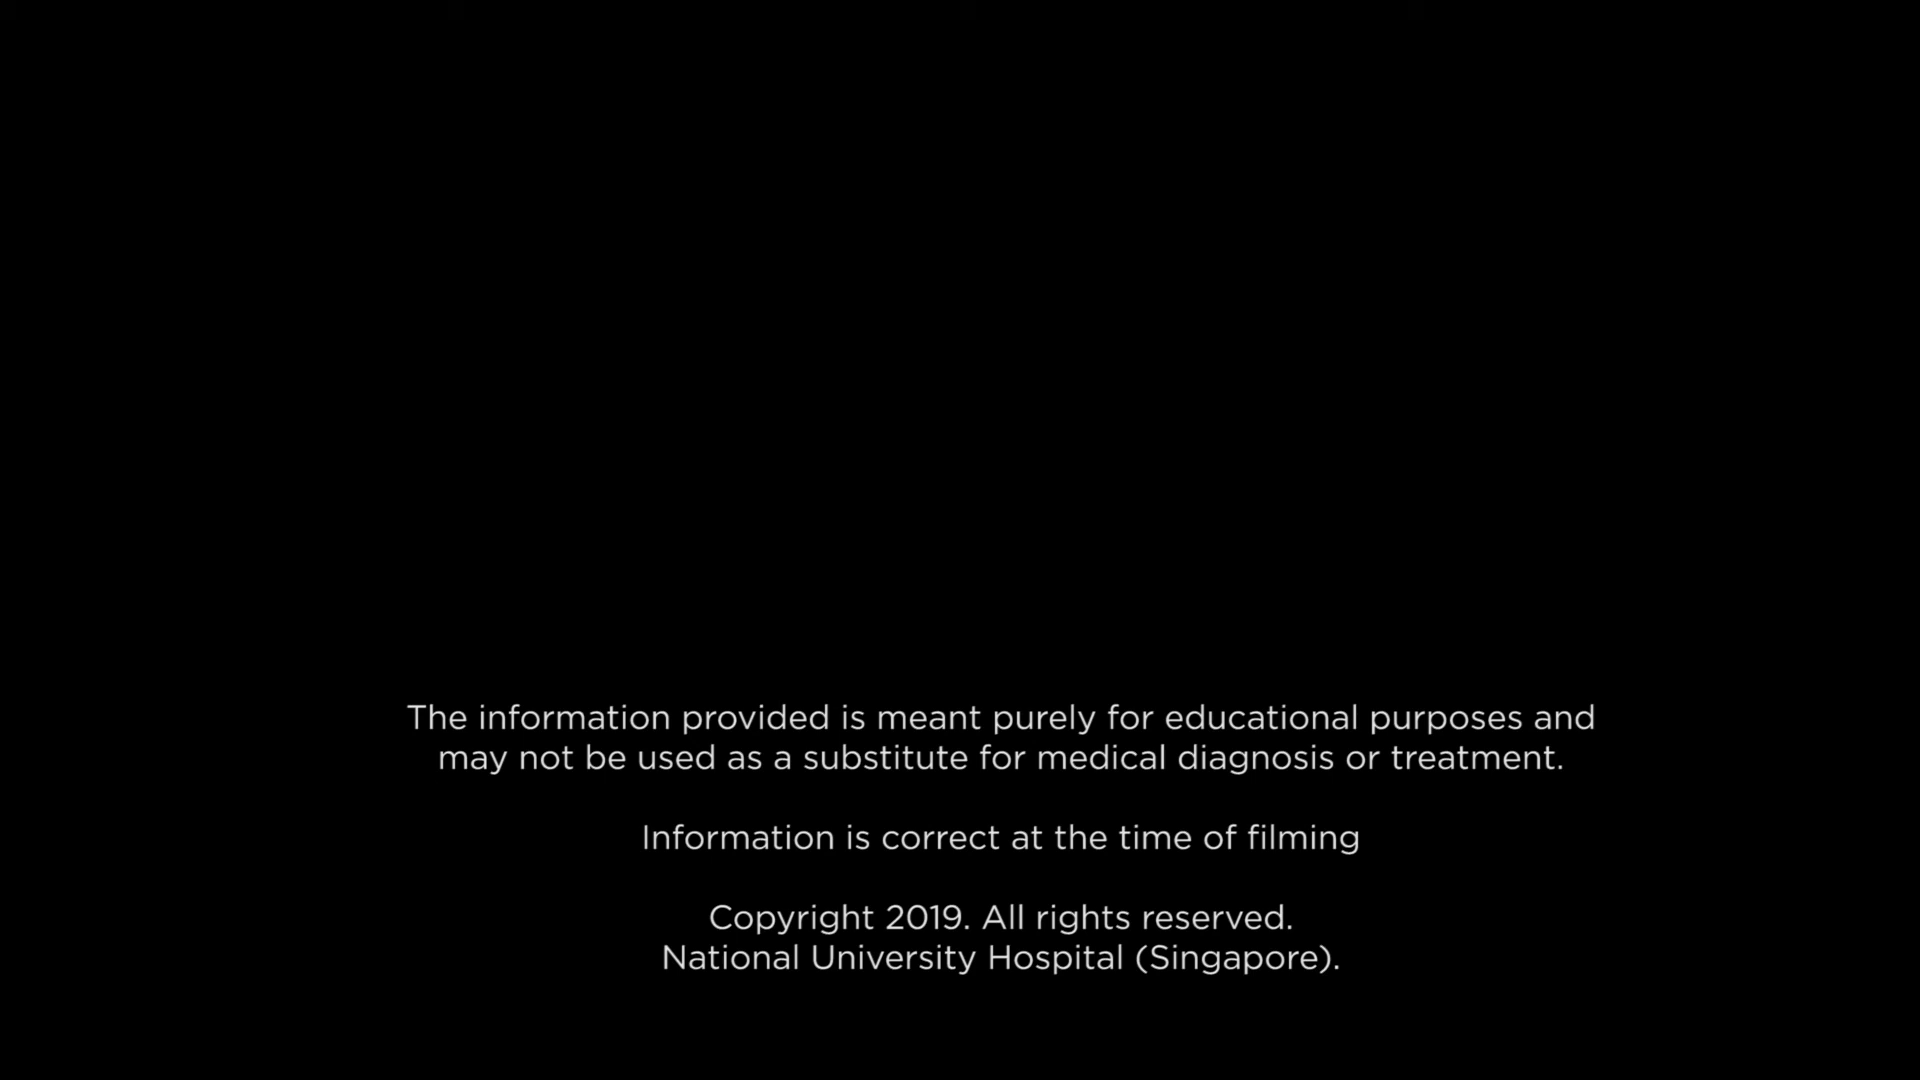 The information provided is meant purely for educational purposes and
may not be used as a substitute for medical diagnosis or treatment.
Information is correct at the time of filming
Copyright 2019. All rights reserved.
National University Hospital (Singapore).